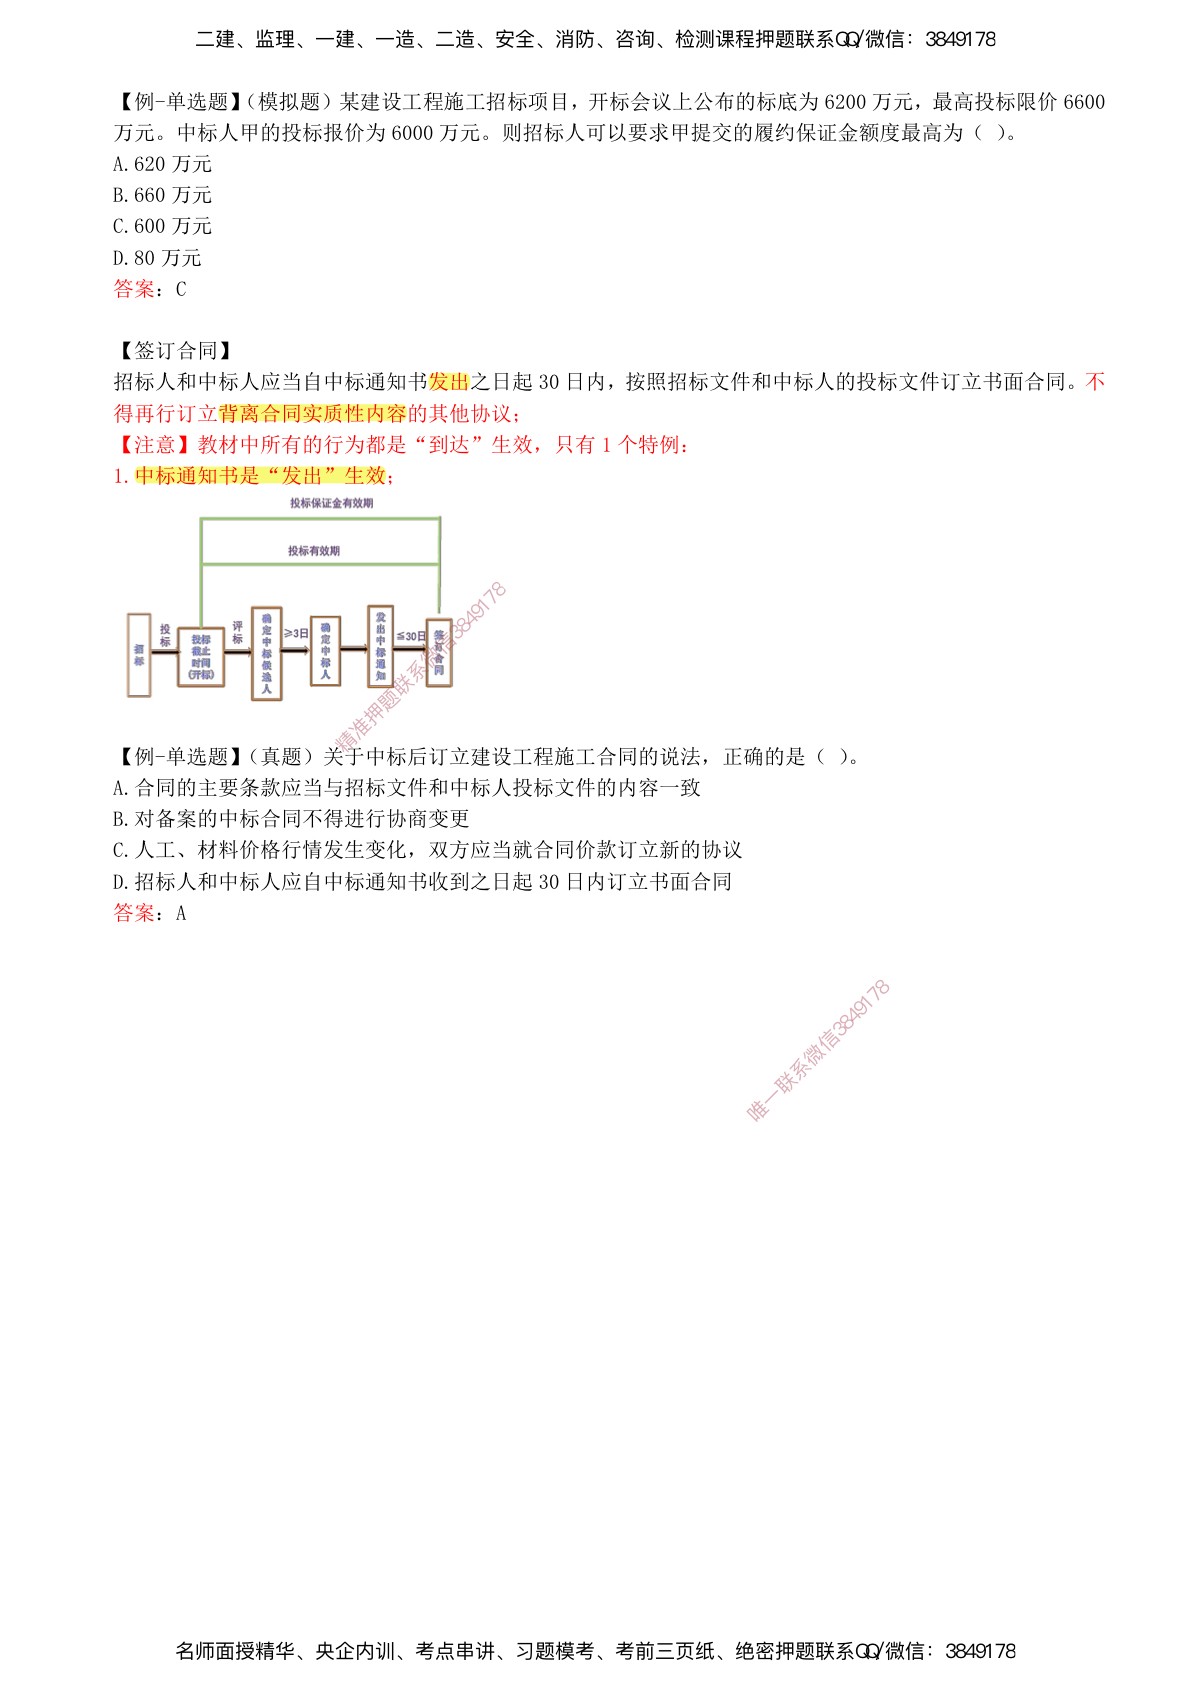 二建、监理、一建、一造、二造、安全、消防、咨询、检测课程押题联系QQ/微信：3849178
【例-单选题】（模拟题）某建设工程施工招标项目，开标会议上公布的标底为 6200 万元，最高投标限价 6600
万元。中标人甲的投标报价为 6000 万元。则招标人可以要求甲提交的履约保证金额度最高为（ ）。
A.620 万元
B.660 万元
C.600 万元
D.80 万元
答案：C
【签订合同】
招标人和中标人应当自中标通知书发出之日起 30 日内，按照招标文件和中标人的投标文件订立书面合同。不
得再行订立背离合同实质性内容的其他协议；
【注意】教材中所有的行为都是“到达”生效，只有 1 个特例：
1.中标通知书是“发出”生效；
投标保证金有效期
投标有效期
招标
投标
投标截止时间(开标)
评标
确定中标候选人
≥3日
确定中标人
发出中标通知
≤30日
签订合同
精准押题联系微信3849178
【例-单选题】（真题）关于中标后订立建设工程施工合同的说法，正确的是（ ）。
A.合同的主要条款应当与招标文件和中标人投标文件的内容一致
B.对备案的中标合同不得进行协商变更
C.人工、材料价格行情发生变化，双方应当就合同价款订立新的协议
D.招标人和中标人应自中标通知书收到之日起 30 日内订立书面合同
答案：A
唯一联系微信3849178
名师面授精华、央企内训、考点串讲、习题模考、考前三页纸、绝密押题联系QQ/微信：3849178